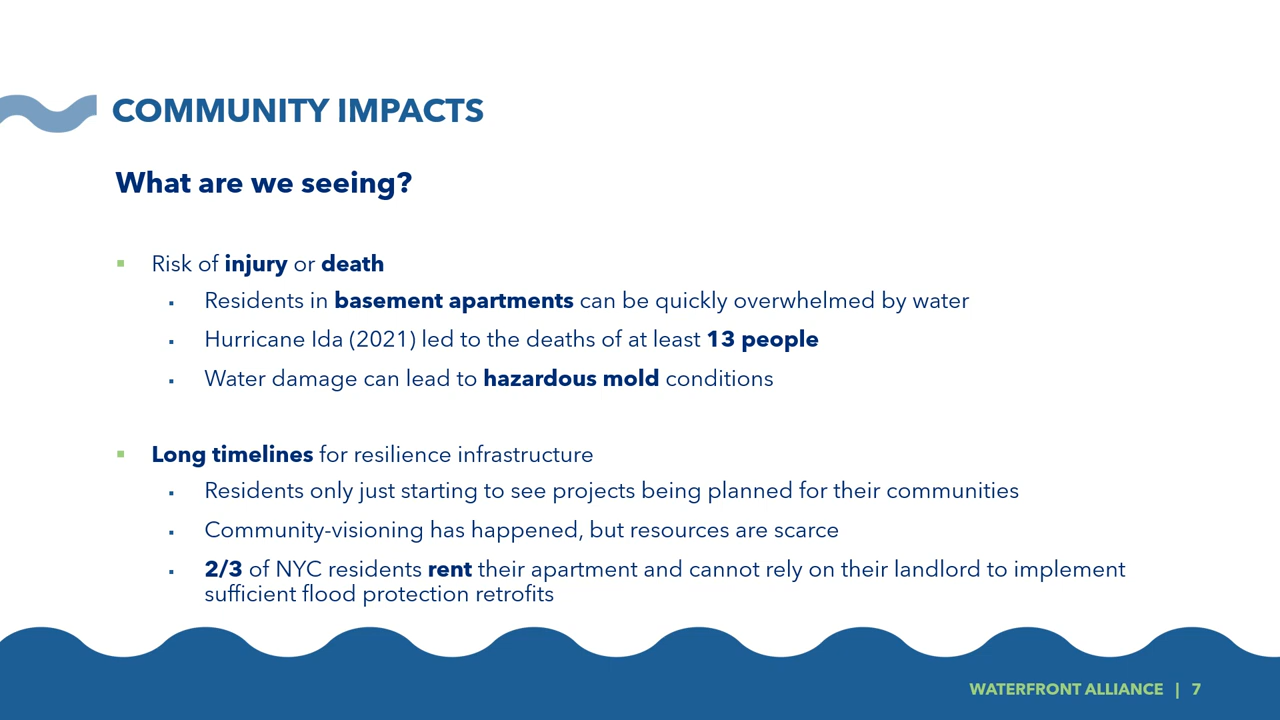 COMMUNITY IMPACTS
What are we seeing?
▪ Risk of injury or death
▪ Residents in basement apartments can be quickly overwhelmed by water
▪ Hurricane Ida (2021) led to the deaths of at least 13 people
▪ Water damage can lead to hazardous mold conditions
▪ Long timelines for resilience infrastructure
▪ Residents only just starting to see projects being planned for their communities
▪ Community-visioning has happened, but resources are scarce
▪ 2/3 of NYC residents rent their apartment and cannot rely on their landlord to implement
sufficient flood protection retrofits
WATERFRONT ALLIANCE | 7